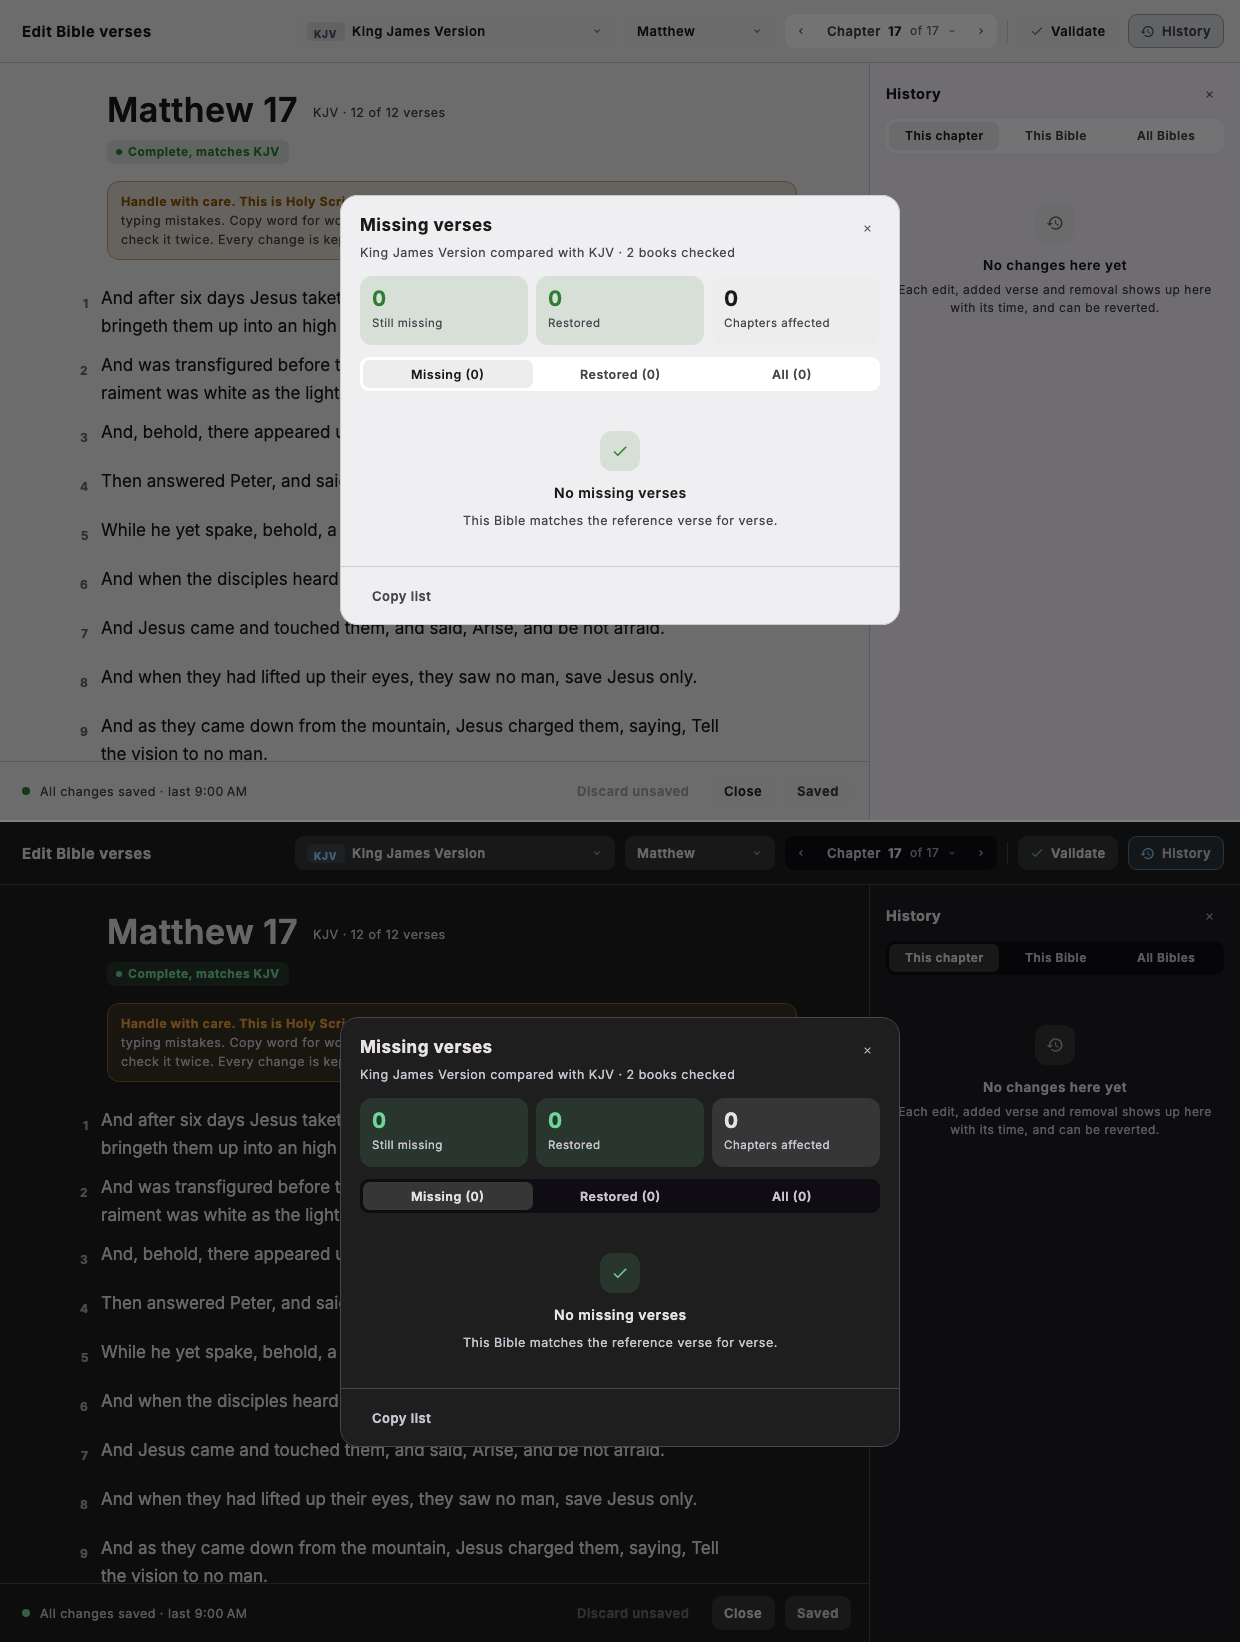 Edit Bible verses
KJV King James Version
Matthew
‹ Chapter 17 of 17 ›
Validate
History
Matthew 17 KJV · 12 of 12 verses
Complete, matches KJV
Handle with care. This is Holy Scri
typing mistakes. Copy word for wo
check it twice. Every change is ke
1 And after six days Jesus taket
bringeth them up into an high
2 And was transfigured before t
raiment was white as the light
3 And, behold, there appeared u
4 Then answered Peter, and said
5 While he yet spake, behold, a
6 And when the disciples heard
7 And Jesus came and touched them, and said, Arise, and be not afraid.
8 And when they had lifted up their eyes, they saw no man, save Jesus only.
9 And as they came down from the mountain, Jesus charged them, saying, Tell
the vision to no man.
All changes saved · last 9:00 AM
Discard unsaved
Close
Saved
History
This chapter
This Bible
All Bibles
No changes here yet
Each edit, added verse and removal shows up here
with its time, and can be reverted.
Missing verses
King James Version compared with KJV · 2 books checked
0
Still missing
0
Restored
0
Chapters affected
Missing (0)
Restored (0)
All (0)
No missing verses
This Bible matches the reference verse for verse.
Copy list
Edit Bible verses
KJV King James Version
Matthew
‹ Chapter 17 of 17 ›
Validate
History
Matthew 17 KJV · 12 of 12 verses
Complete, matches KJV
Handle with care. This is Holy Scri
typing mistakes. Copy word for wo
check it twice. Every change is ke
1 And after six days Jesus taket
bringeth them up into an high
2 And was transfigured before t
raiment was white as the light
3 And, behold, there appeared u
4 Then answered Peter, and said
5 While he yet spake, behold, a
6 And when the disciples heard
7 And Jesus came and touched them, and said, Arise, and be not afraid.
8 And when they had lifted up their eyes, they saw no man, save Jesus only.
9 And as they came down from the mountain, Jesus charged them, saying, Tell
the vision to no man.
All changes saved · last 9:00 AM
Discard unsaved
Close
Saved
History
This chapter
This Bible
All Bibles
No changes here yet
Each edit, added verse and removal shows up here
with its time, and can be reverted.
Missing verses
King James Version compared with KJV · 2 books checked
0
Still missing
0
Restored
0
Chapters affected
Missing (0)
Restored (0)
All (0)
No missing verses
This Bible matches the reference verse for verse.
Copy list